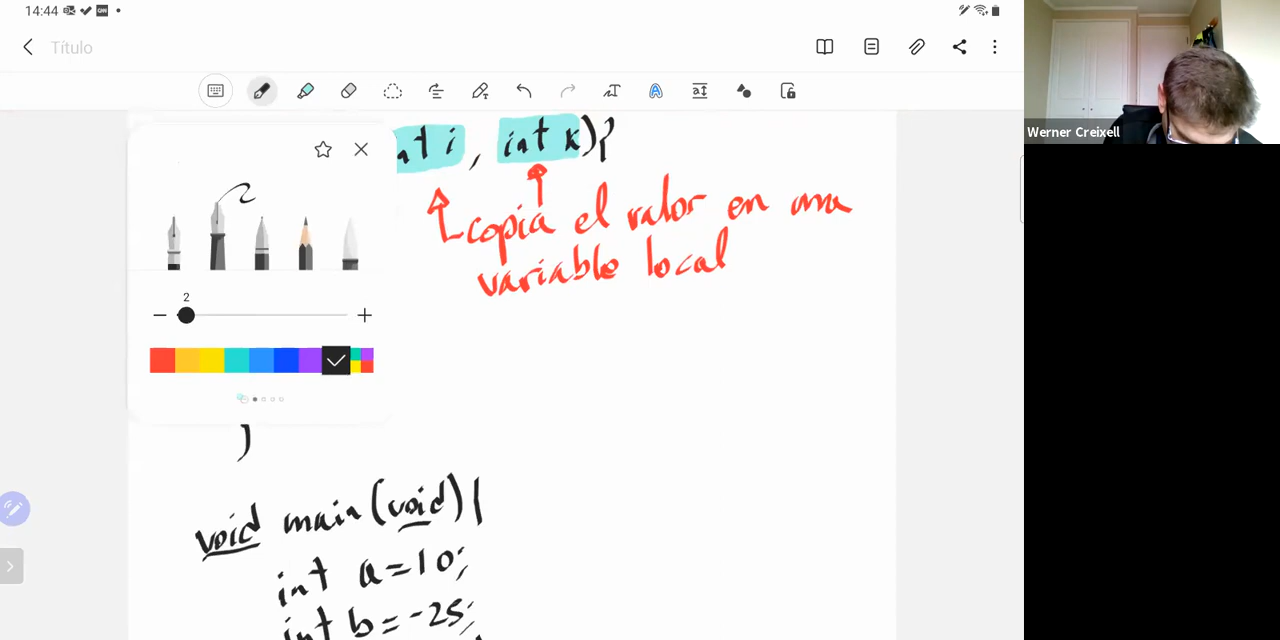 14:44
Título
nt i, int k){
copia el valor en una
variable local
2
}
void main(void){
int a=10;
int b=-25;
Werner Creixell